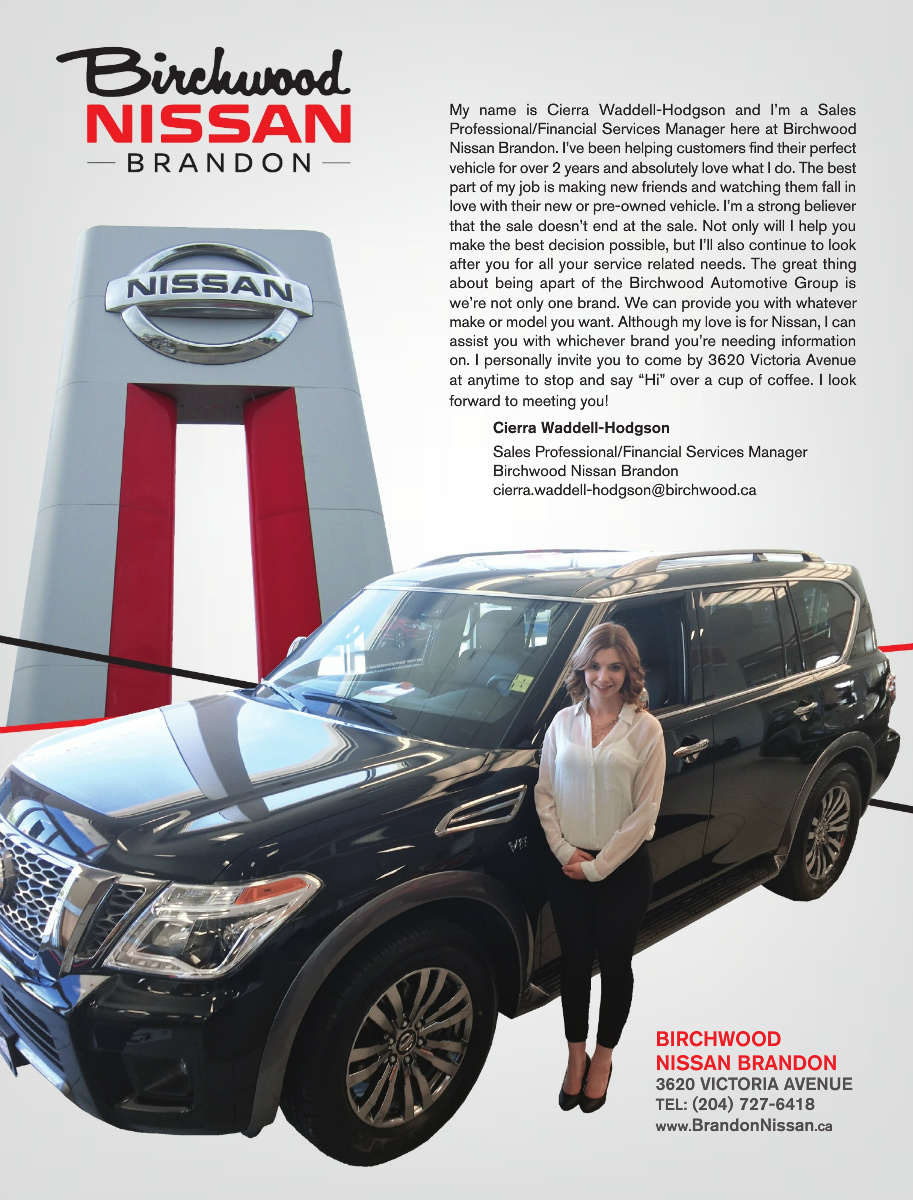 Birchwood
NISSAN
BRANDON
My name is Cierra Waddell-Hodgson and I'm a Sales
Professional/Financial Services Manager here at Birchwood
Nissan Brandon. I've been helping customers find their perfect
vehicle for over 2 years and absolutely love what I do. The best
part of my job is making new friends and watching them fall in
love with their new or pre-owned vehicle. I'm a strong believer
that the sale doesn't end at the sale. Not only will I help you
make the best decision possible, but I'll also continue to look
after you for all your service related needs. The great thing
about being apart of the Birchwood Automotive Group is
we're not only one brand. We can provide you with whatever
make or model you want. Although my love is for Nissan, I can
assist you with whichever brand you're needing information
on. I personally invite you to come by 3620 Victoria Avenue
at anytime to stop and say “Hi” over a cup of coffee. I look
forward to meeting you!
Cierra Waddell-Hodgson
Sales Professional/Financial Services Manager
Birchwood Nissan Brandon
cierra.waddell-hodgson@birchwood.ca
NISSAN
V8
BIRCHWOOD
NISSAN BRANDON
3620 VICTORIA AVENUE
TEL: (204) 727-6418
www.BrandonNissan.ca